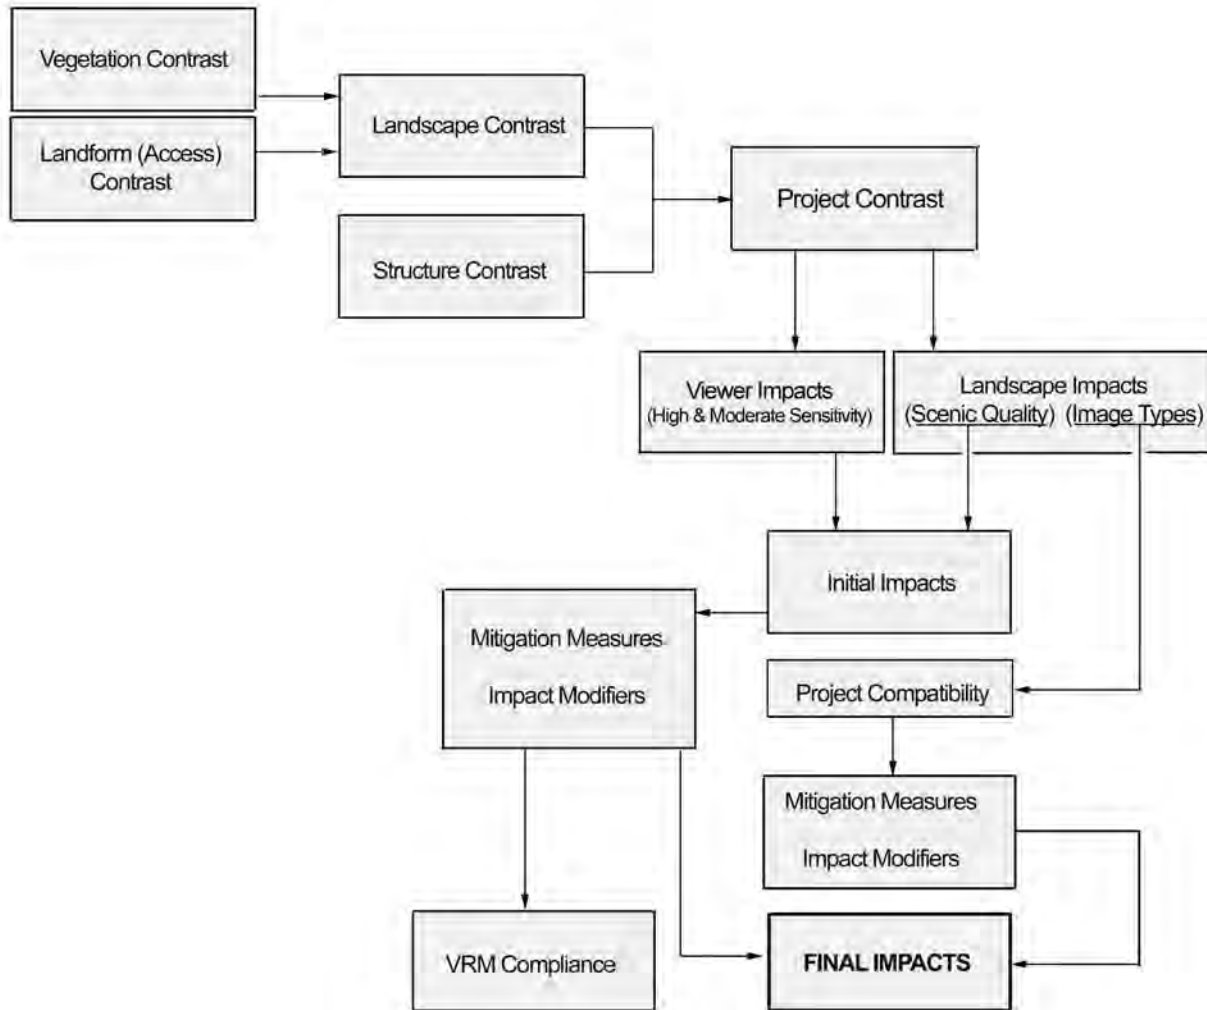 Vegetation Contrast
Landform (Access)
Contrast
Landscape Contrast
Structure Contrast
Project Contrast
Viewer Impacts
(High & Moderate Sensitivity)
Landscape Impacts
(Scenic Quality) (Image Types)
Initial Impacts
Mitigation Measures
Impact Modifiers
Project Compatibility
Mitigation Measures
Impact Modifiers
VRM Compliance
FINAL IMPACTS